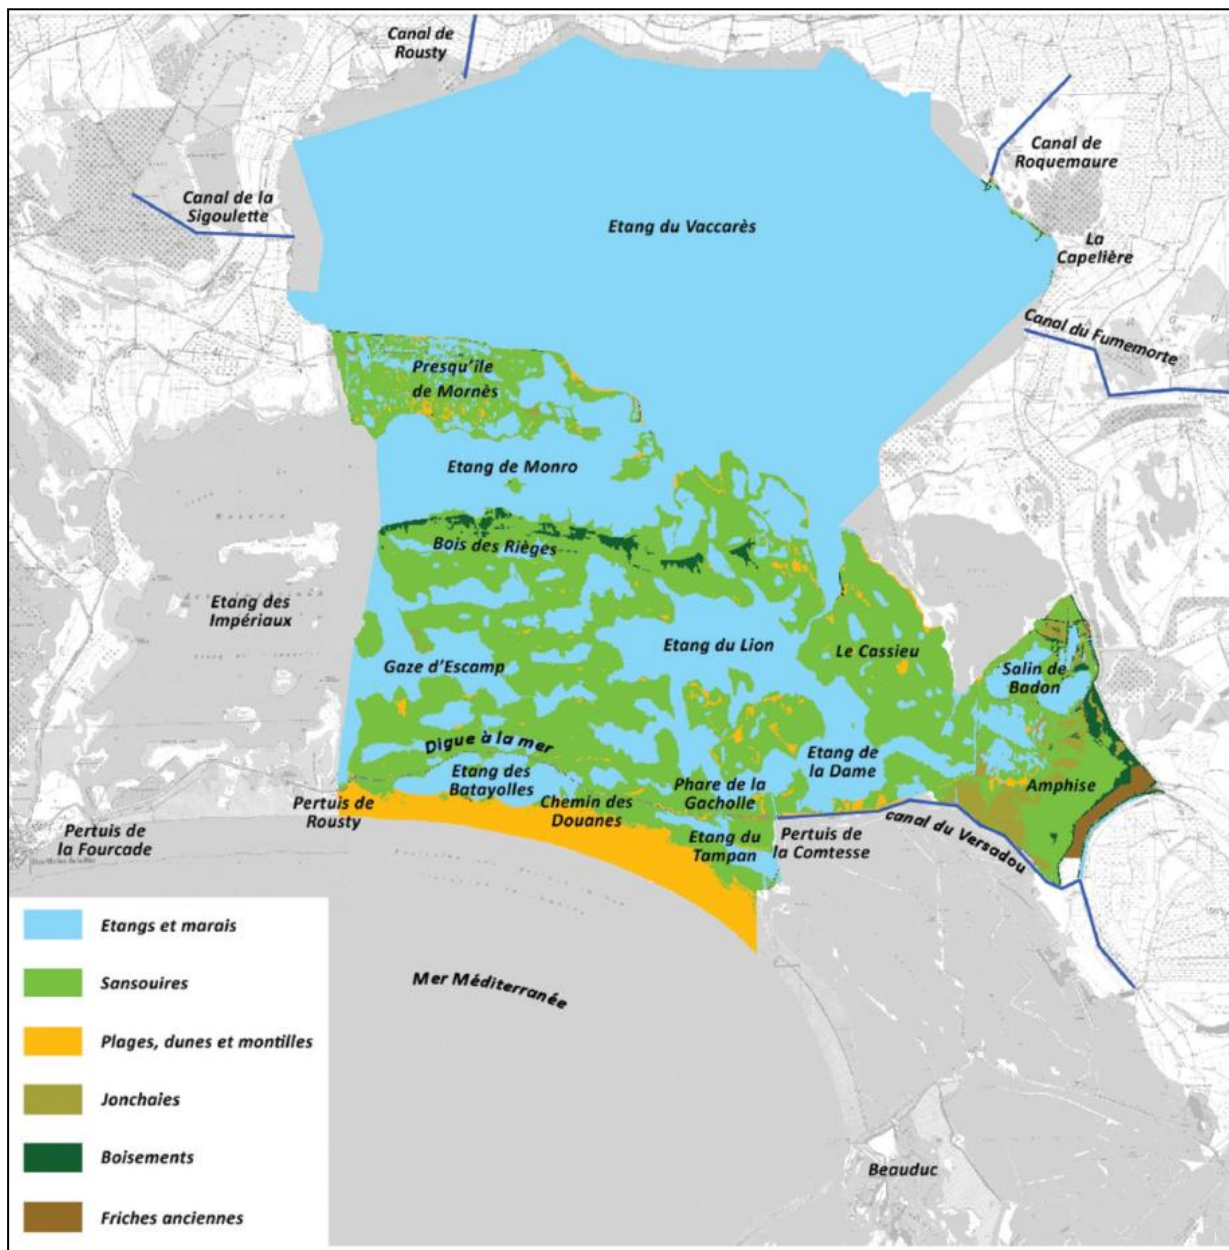 Canal de
Rousty
Canal de
Roquemaure
Canal de la
Sigoulette
Etang du Vaccarès
La
Capelière
Canal du Fumemorte
Presqu'île
de Mornès
Etang de Monro
Bois des Rièges
Etang des
Impériaux
Etang du Lion
Le Cassieu
Gaze d'Escamp
Salin de
Badon
Digue à la mer
Etang de
la Dame
Etang des
Batayolles
Phare de la
Gacholle
Amphise
Pertuis de
Rousty
Chemin des
Douanes
Pertuis de
la Fourcade
Etang du
Tampan
Pertuis de
la Comtesse
canal du Versadou
Etangs et marais
Sansouires
Mer Méditerranée
Plages, dunes et montilles
Jonchaies
Boisements
Beauduc
Friches anciennes